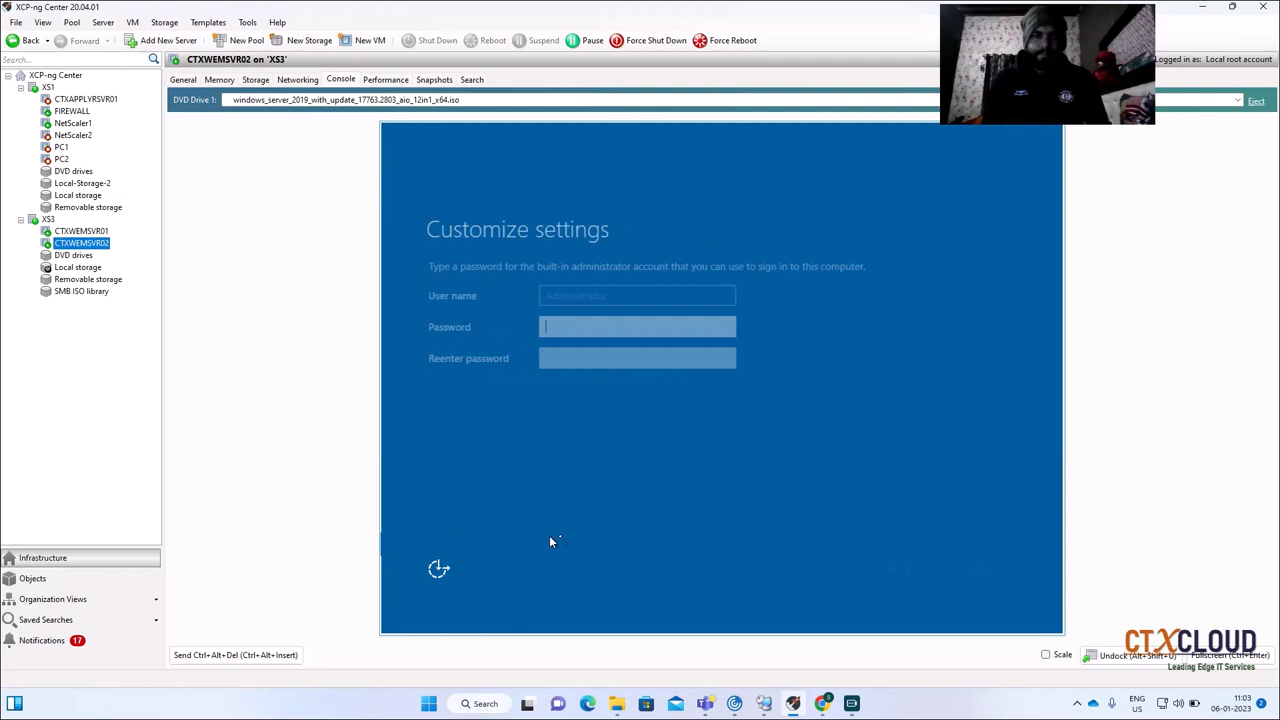 XCP-ng Center 20.04.01
File View Pool Server VM Storage Templates Tools Help
Back Forward Add New Server New Pool New Storage New VM Shut Down Reboot Suspend Pause Force Shut Down Force Reboot
Search... CTXWEMSVR02 on 'XS3' Logged in as: Local root account
XCP-ng Center
XS1
CTXAPPLYRSVR01
FIREWALL
NetScaler1
NetScaler2
PC1
PC2
DVD drives
Local-Storage-2
Local storage
Removable storage
XS3
CTXWEMSVR01
CTXWEMSVR02
DVD drives
Local storage
Removable storage
SMB ISO library
General Memory Storage Networking Console Performance Snapshots Search
DVD Drive 1: windows_server_2019_with_update_17763.2803_aio_12in1_x64.iso Eject
Customize settings
Type a password for the built-in administrator account that you can use to sign in to this computer.
User name Administrator
Password
Reenter password
Infrastructure
Objects
Organization Views
Saved Searches
Notifications 17
Send Ctrl+Alt+Del (Ctrl+Alt+Insert) Scale Undock (Alt+Shift+U) Fullscreen (Ctrl+Enter)
CTXCLOUD
Leading Edge IT Services
Search ENG 11:03
US 06-01-2023 2